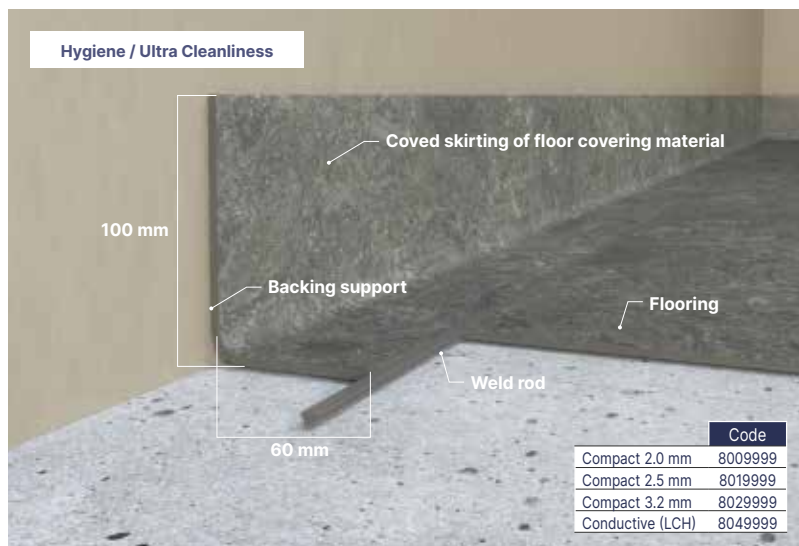 Hygiene / Ultra Cleanliness
Coved skirting of floor covering material
100 mm
Backing support
Flooring
Weld rod
60 mm
Code
Compact 2.0 mm 8009999
Compact 2.5 mm 8019999
Compact 3.2 mm 8029999
Conductive (LCH) 8049999